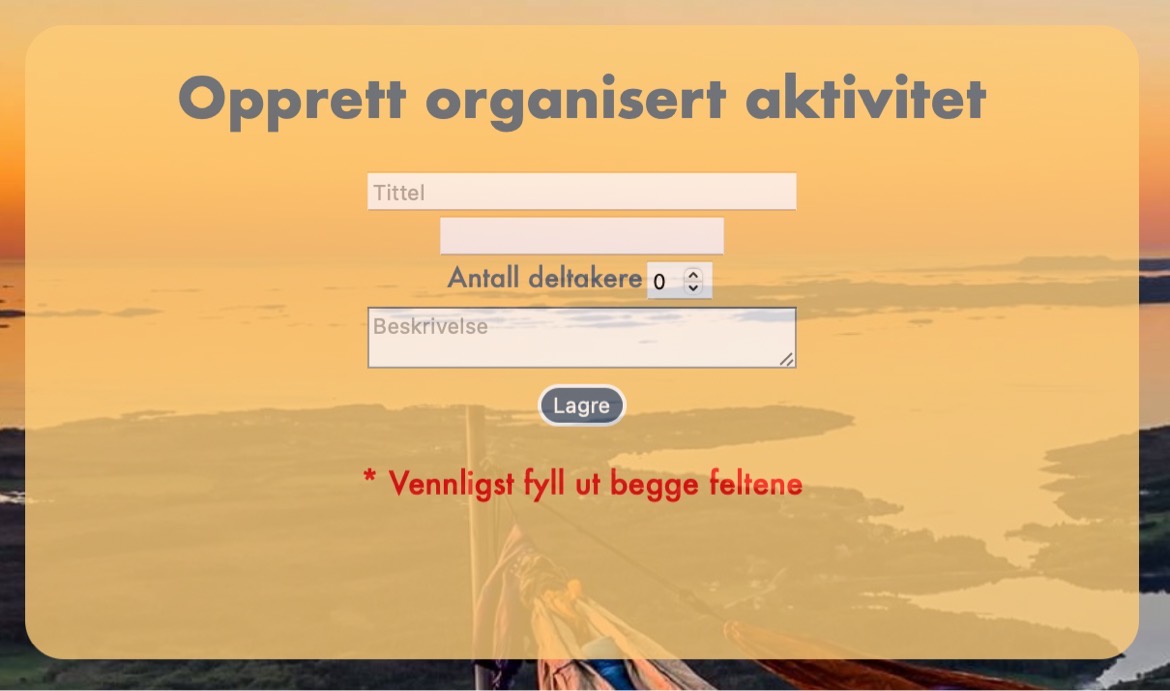 Opprett organisert aktivitet
Tittel
Antall deltakere 0
Beskrivelse
Lagre
* Vennligst fyll ut begge feltene